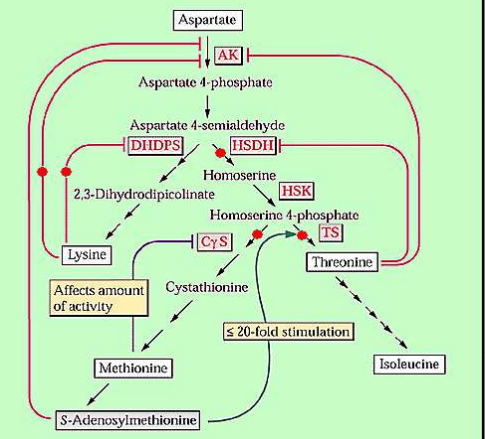 Aspartate
AK
Aspartate 4-phosphate
Aspartate 4-semialdehyde
DHDPS
HSDH
Homoserine
HSK
2,3-Dihydrodipicolinate
Homoserine 4-phosphate
CγS
TS
Lysine
Threonine
Affects amount
of activity
Cystathionine
≤ 20-fold stimulation
Methionine
Isoleucine
S-Adenosylmethionine